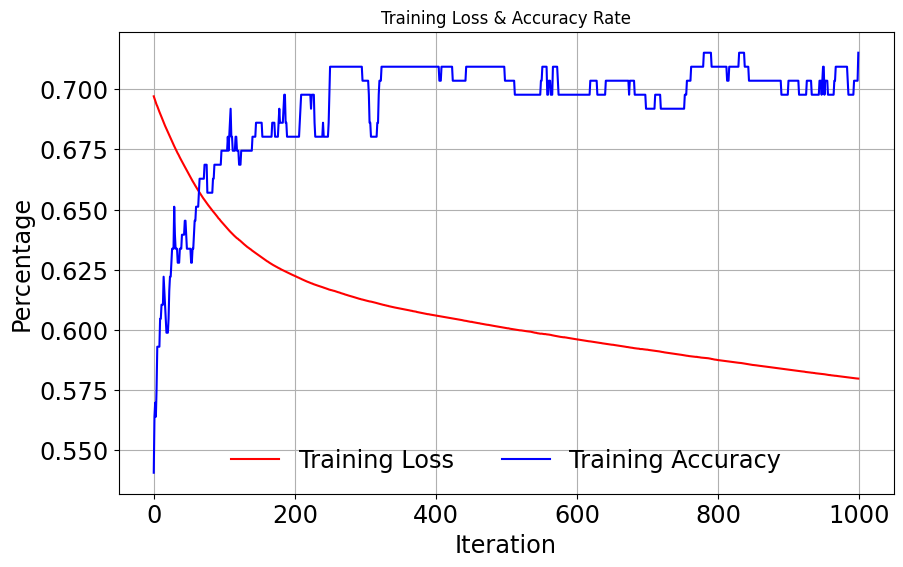 Training Loss & Accuracy Rate
Percentage
0.700
0.675
0.650
0.625
0.600
0.575
0.550
Training Loss
Training Accuracy
0
200
400
600
800
1000
Iteration